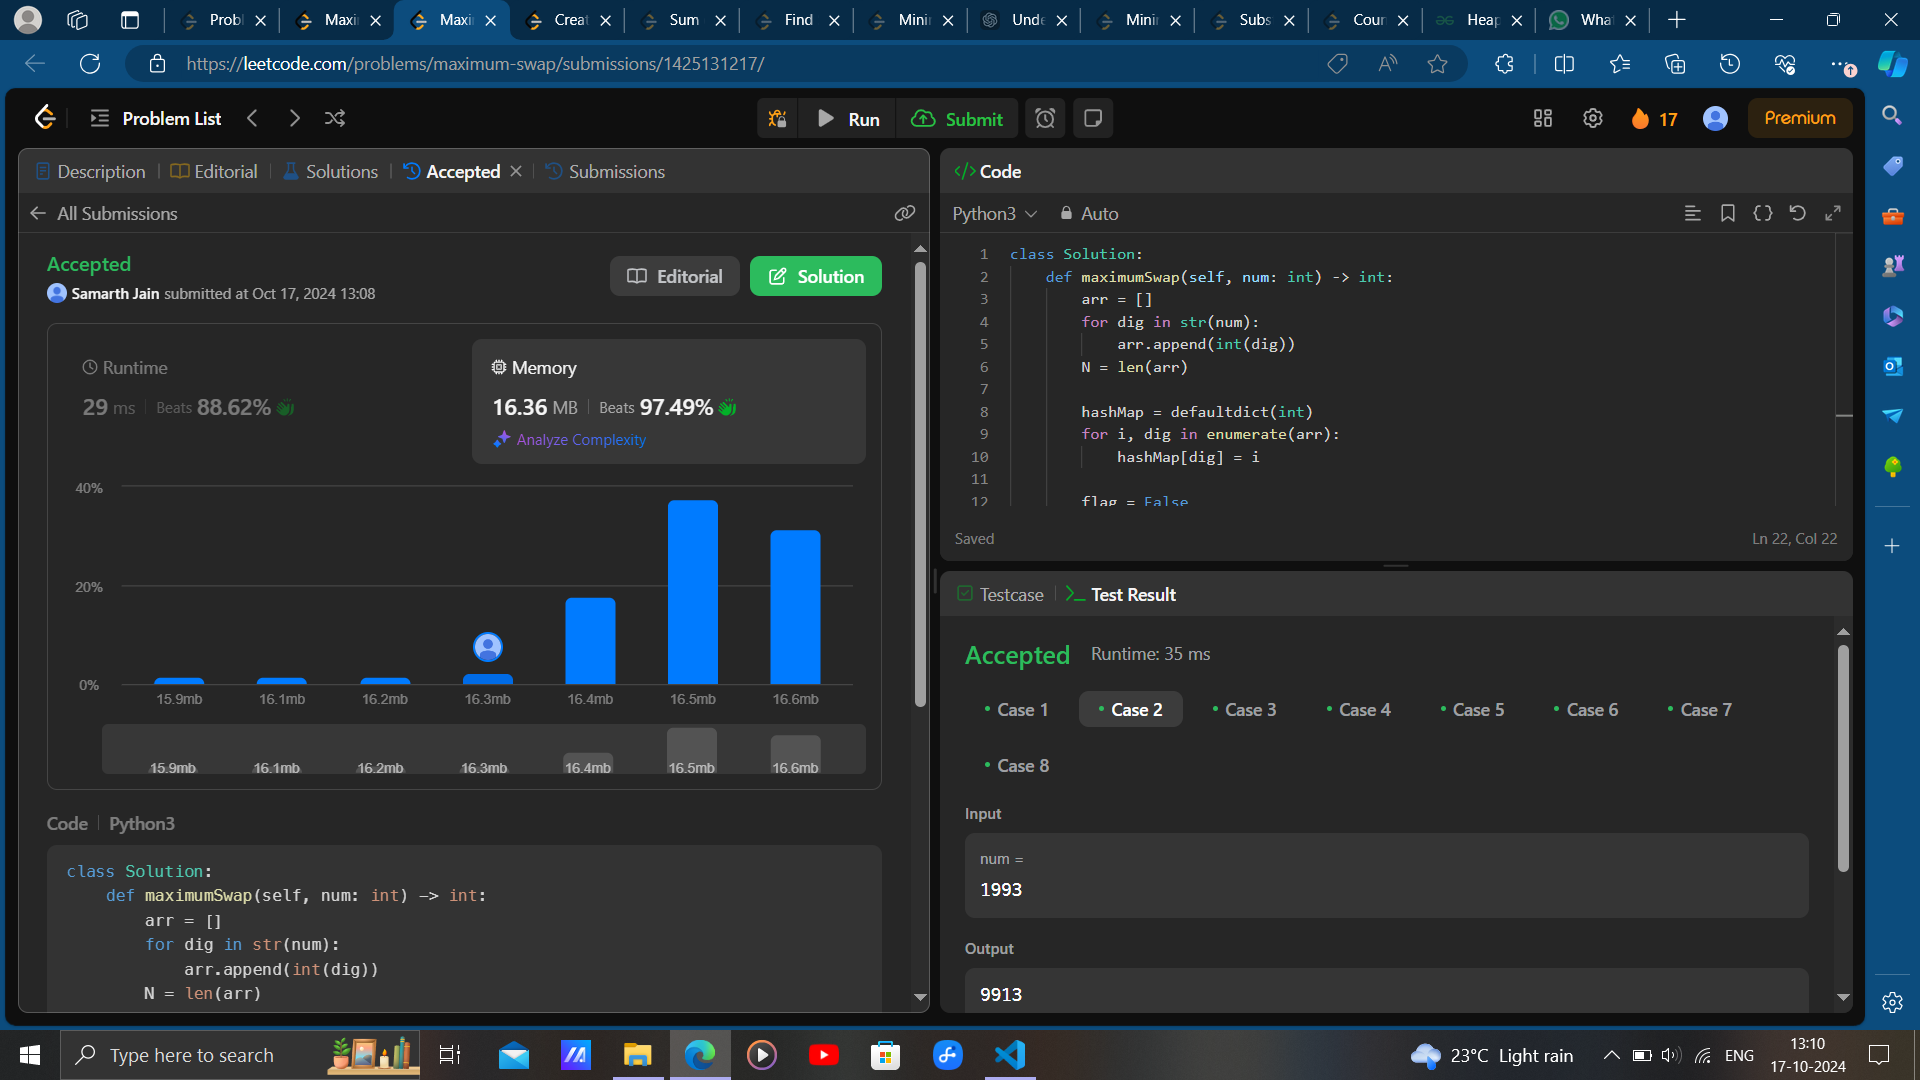 Probl
Maxi
Maxi
Creat
Sum
Find
Mini
Unde
Mini
Subs
Cour
Heap
What
https://leetcode.com/problems/maximum-swap/submissions/1425131217/
Problem List
Run
Submit
17
Premium
Description
Editorial
Solutions
Accepted
Submissions
All Submissions
Accepted
Samarth Jain submitted at Oct 17, 2024 13:08
Editorial
Solution
Runtime
29 ms
Beats 88.62%
Memory
16.36 MB
Beats 97.49%
Analyze Complexity
40%
20%
0%
15.9mb 16.1mb 16.2mb 16.3mb 16.4mb 16.5mb 16.6mb
15.9mb 16.1mb 16.2mb 16.3mb 16.4mb 16.5mb 16.6mb
Code
Python3
class Solution:
def maximumSwap(self, num: int) -> int:
arr = []
for dig in str(num):
arr.append(int(dig))
N = len(arr)
</> Code
Python3
Auto
1 class Solution:
2 def maximumSwap(self, num: int) -> int:
3 arr = []
4 for dig in str(num):
5 arr.append(int(dig))
6 N = len(arr)
7
8 hashMap = defaultdict(int)
9 for i, dig in enumerate(arr):
10 hashMap[dig] = i
11
12 flag = False
Saved
Ln 22, Col 22
Testcase
Test Result
Accepted
Runtime: 35 ms
Case 1
Case 2
Case 3
Case 4
Case 5
Case 6
Case 7
Case 8
Input
num =
1993
Output
9913
Type here to search
23°C Light rain
ENG
13:10
17-10-2024